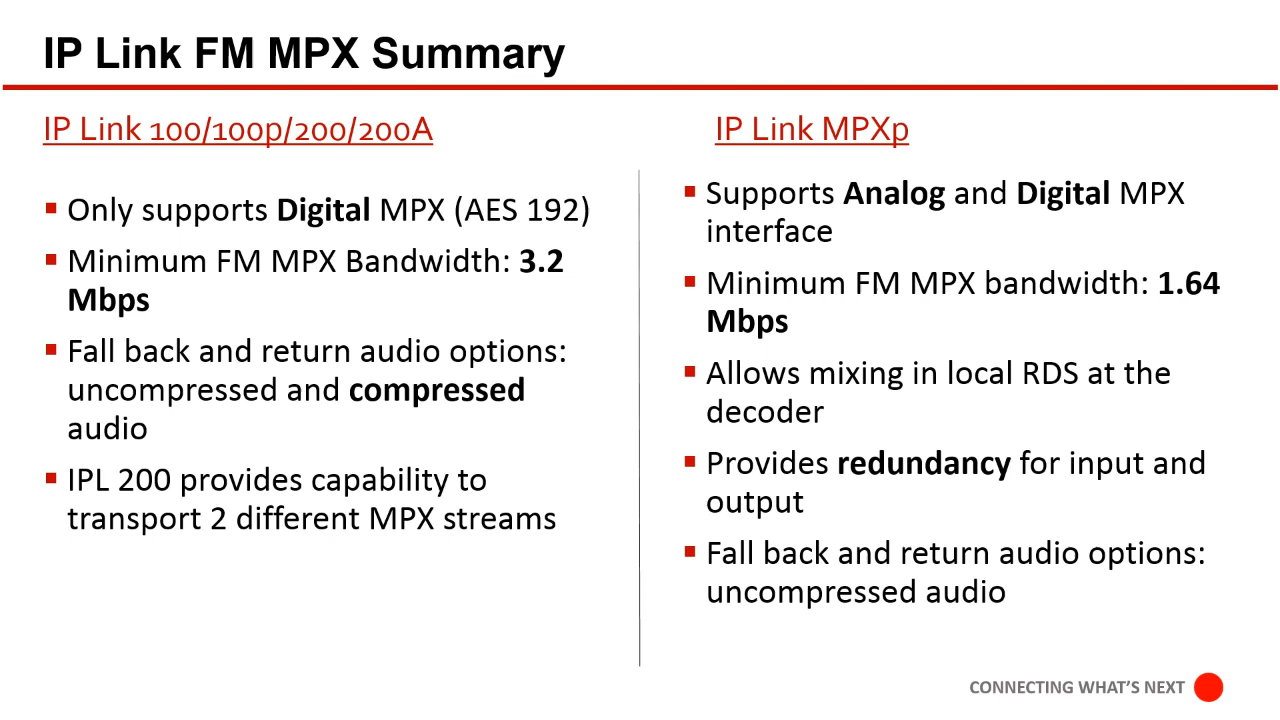 IP Link FM MPX Summary
IP Link 100/100p/200/200A
Only supports Digital MPX (AES 192)
Minimum FM MPX Bandwidth: 3.2
Mbps
Fall back and return audio options:
uncompressed and compressed
audio
IPL 200 provides capability to
transport 2 different MPX streams
IP Link MPXp
Supports Analog and Digital MPX
interface
Minimum FM MPX bandwidth: 1.64
Mbps
Allows mixing in local RDS at the
decoder
Provides redundancy for input and
output
Fall back and return audio options:
uncompressed audio
CONNECTING WHAT'S NEXT